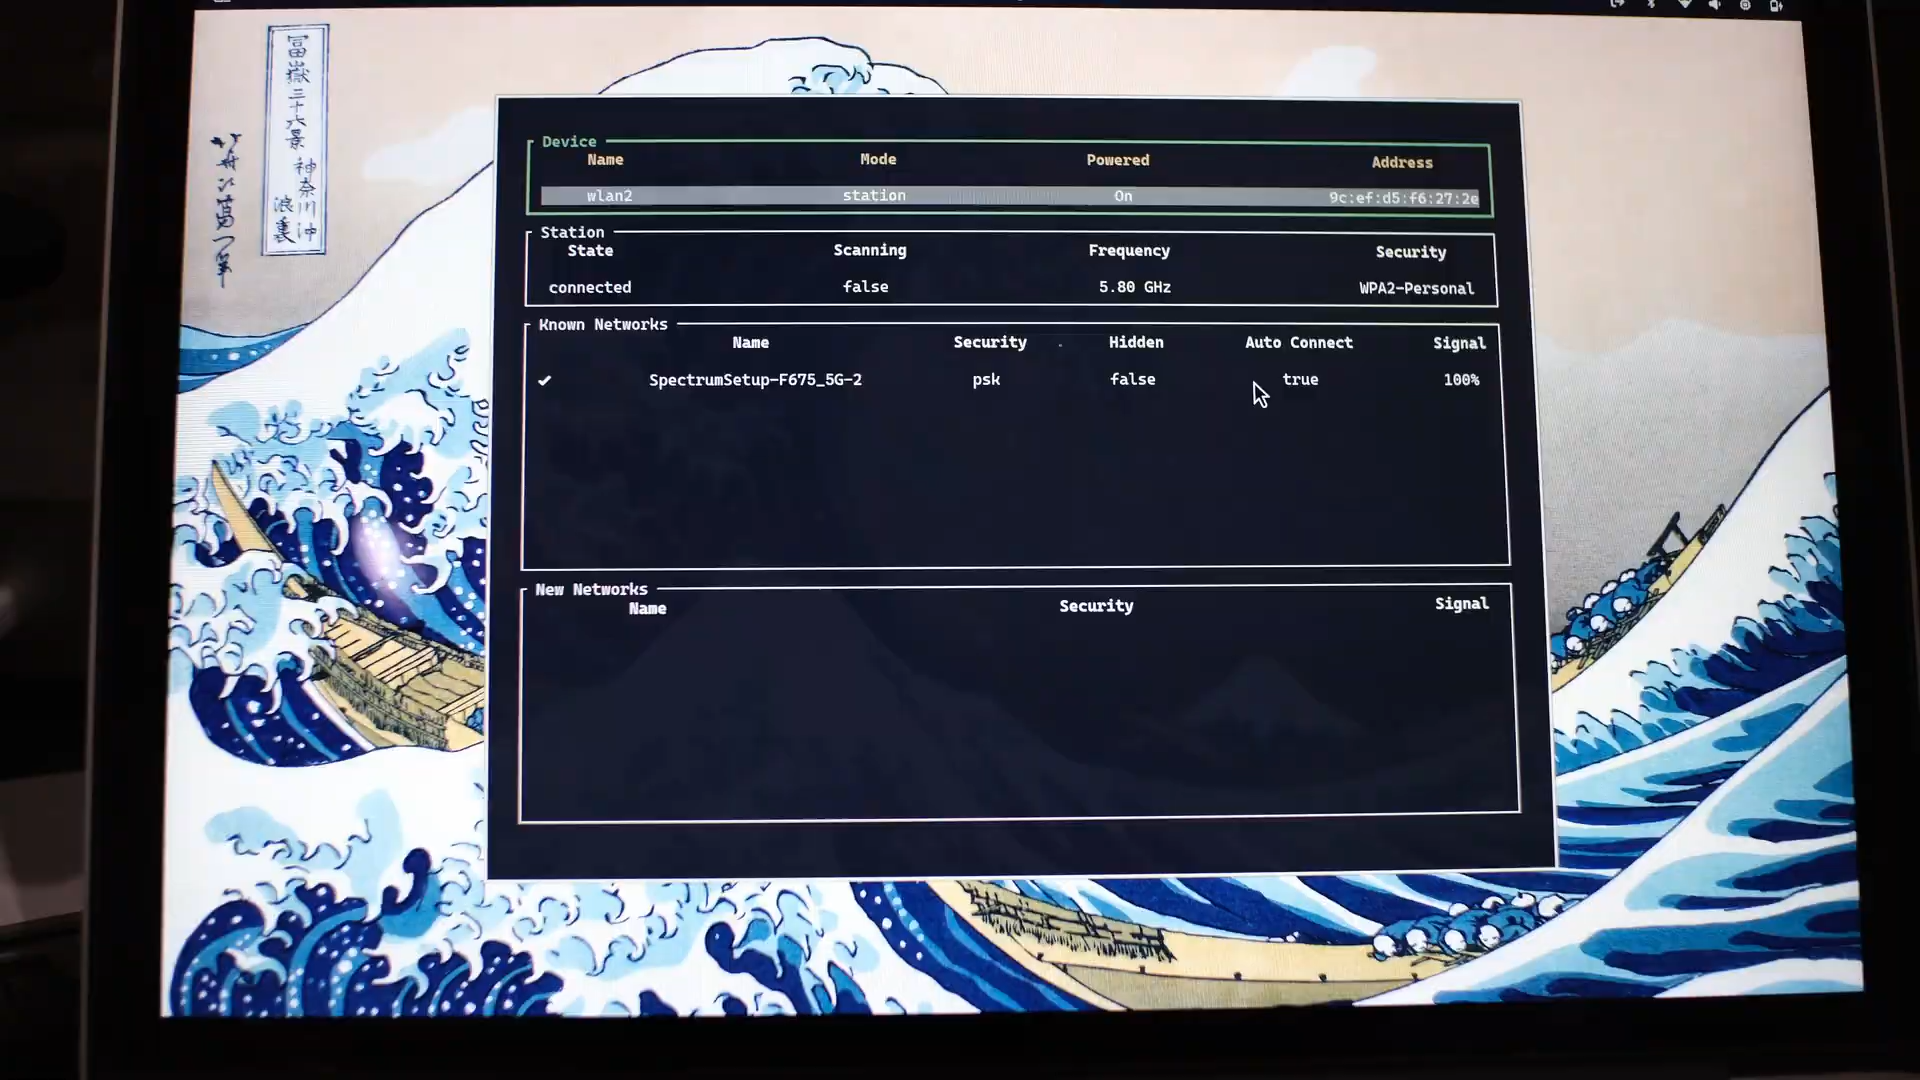 冨嶽三十六景 神奈川沖
浪裏
Device
Name Mode Powered Address
wlan2 station On 9c:ef:d5:f6:27:2e
Station
State Scanning Frequency Security
connected false 5.80 GHz WPA2-Personal
Known Networks
Name Security Hidden Auto Connect Signal
✔ SpectrumSetup-F675_5G-2 psk false true 100%
New Networks
Name Security Signal